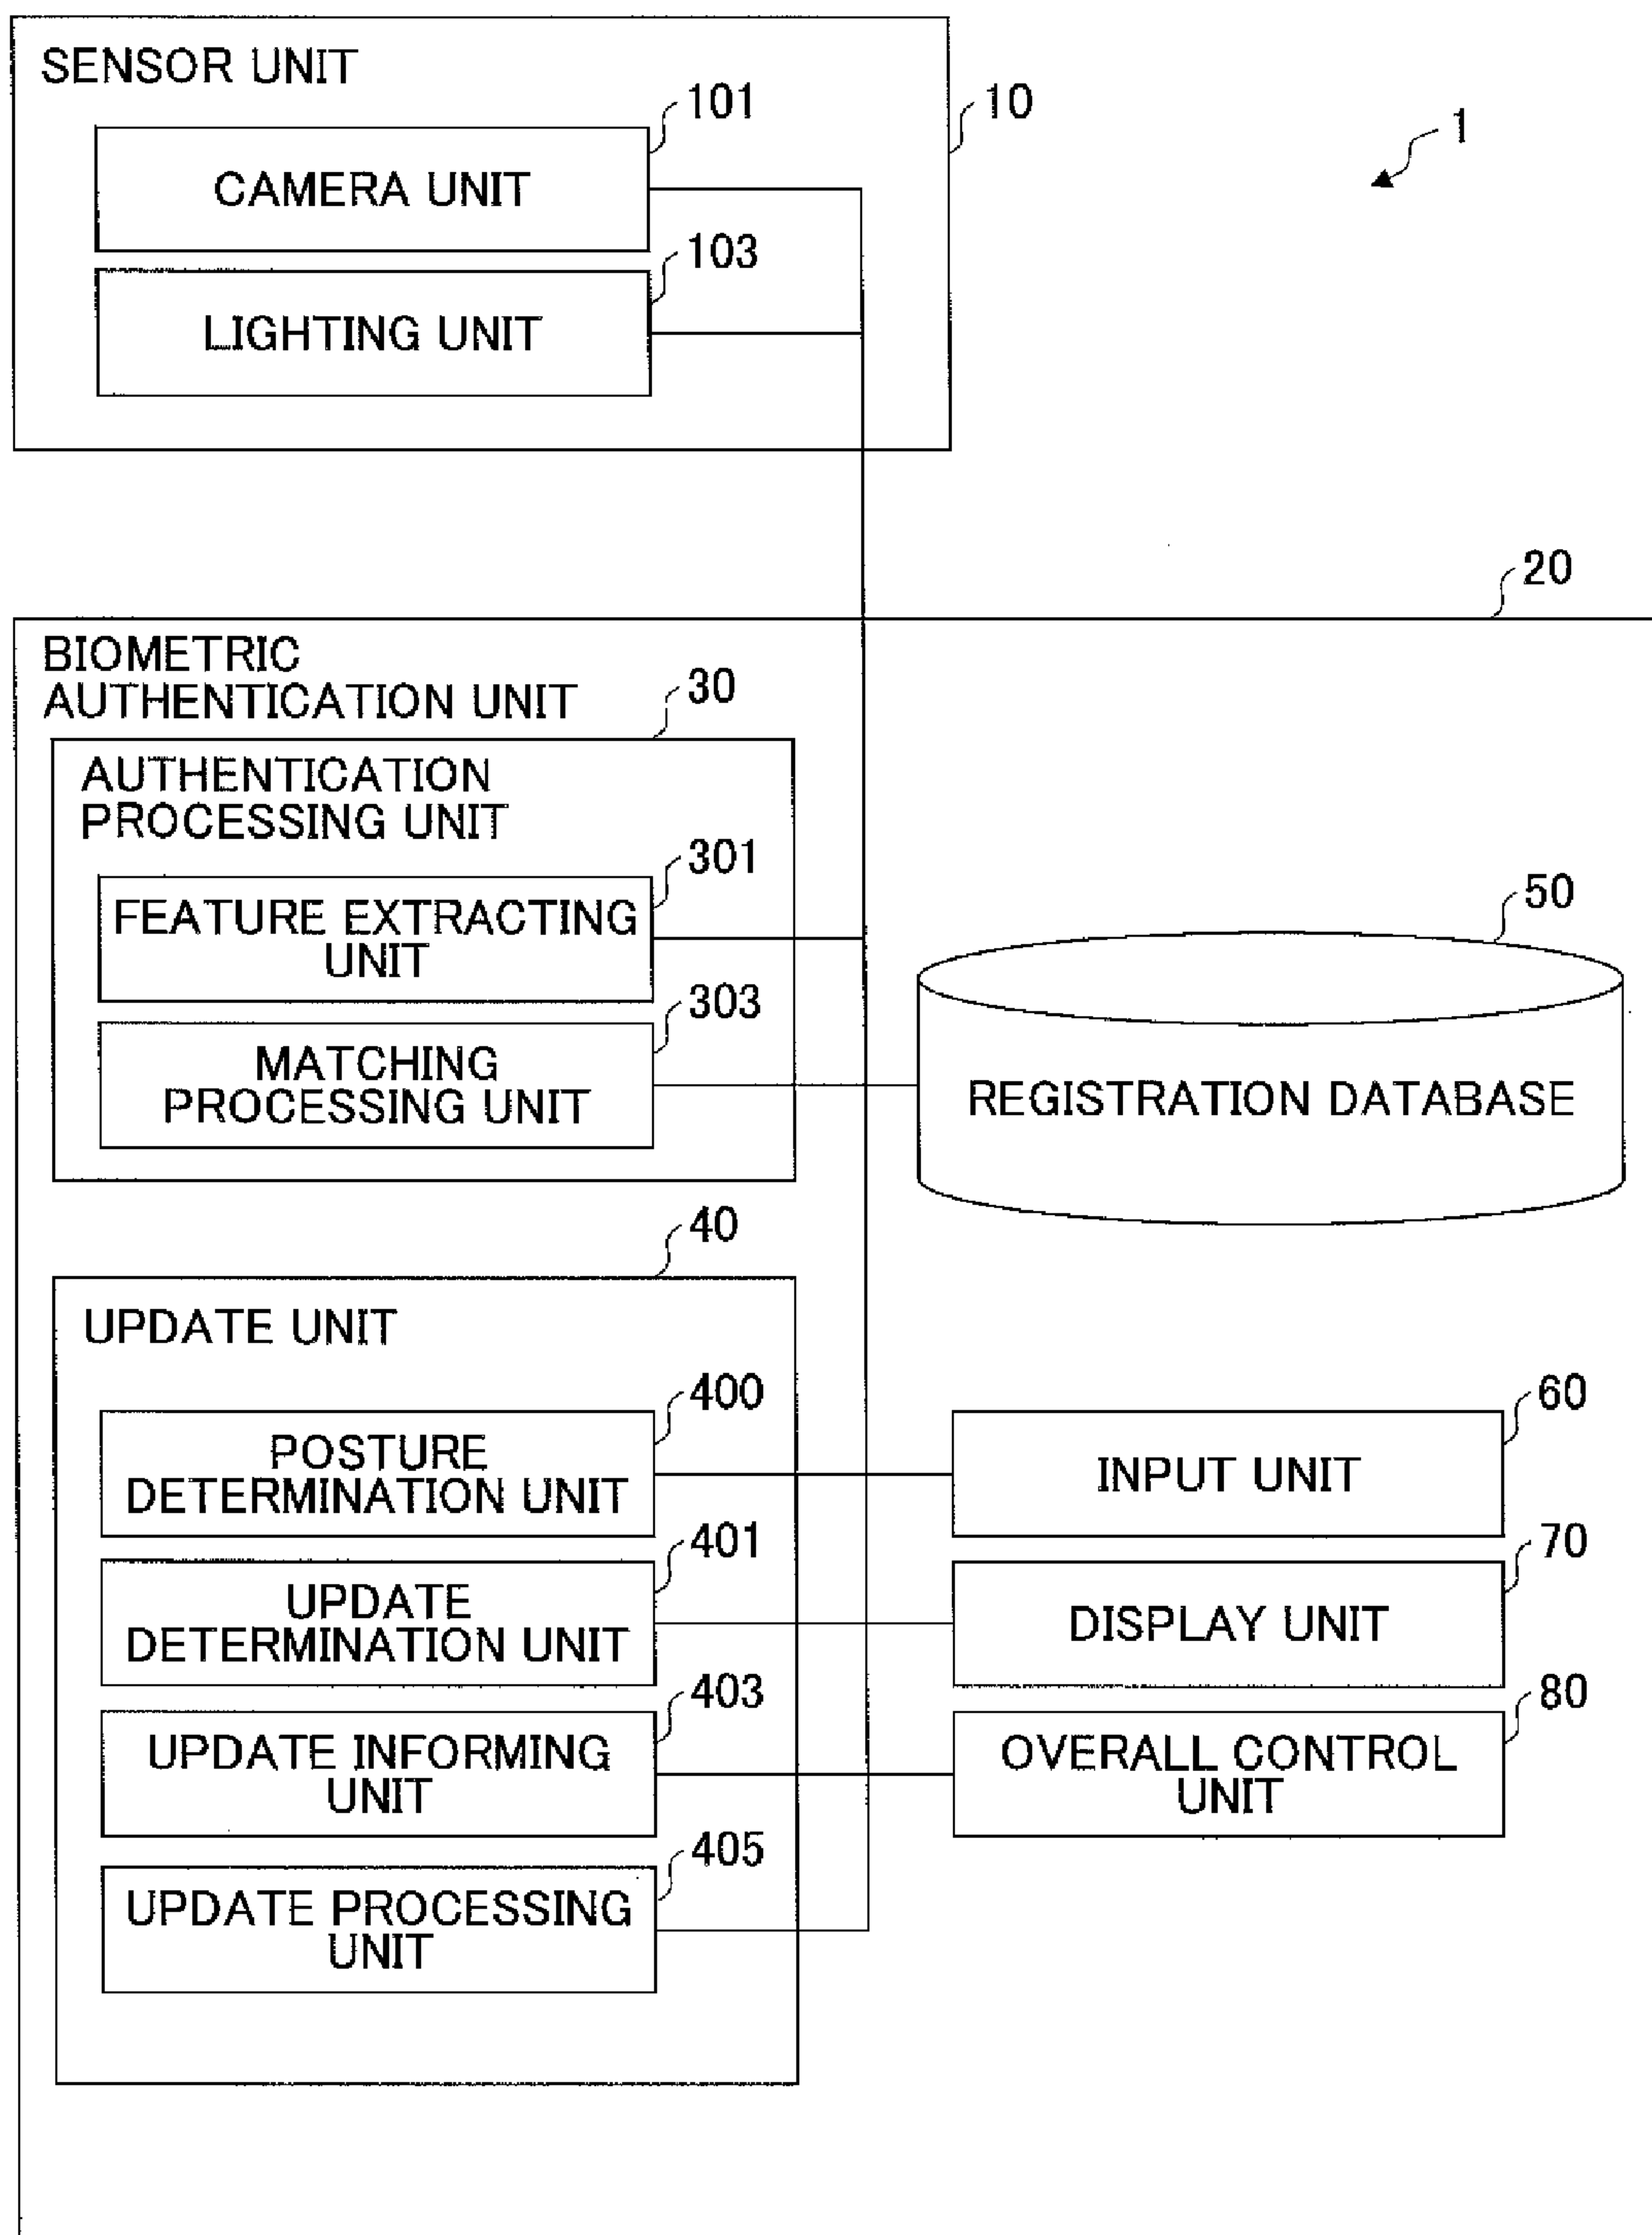 SENSOR UNIT
101
10
1
CAMERA UNIT
103
LIGHTING UNIT
20
BIOMETRIC
AUTHENTICATION UNIT
30
AUTHENTICATION
PROCESSING UNIT
301
FEATURE EXTRACTING
UNIT
50
303
MATCHING
PROCESSING UNIT
REGISTRATION DATABASE
40
UPDATE UNIT
400
POSTURE
DETERMINATION UNIT
60
INPUT UNIT
401
UPDATE
DETERMINATION UNIT
70
DISPLAY UNIT
403
UPDATE INFORMING
UNIT
80
OVERALL CONTROL
UNIT
405
UPDATE PROCESSING
UNIT